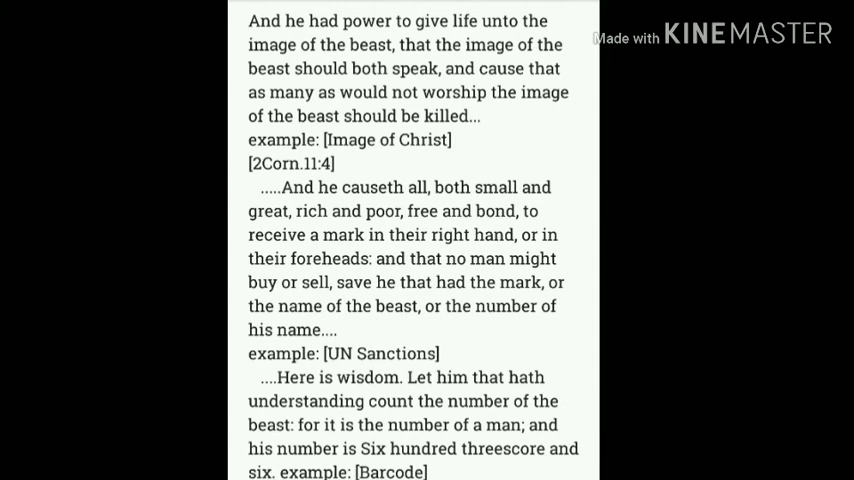 And he had power to give life unto the
image of the beast, that the image of the
beast should both speak, and cause that
as many as would not worship the image
of the beast should be killed...
example: [Image of Christ]
[2Corn.11:4]
.....And he causeth all, both small and
great, rich and poor, free and bond, to
receive a mark in their right hand, or in
their foreheads: and that no man might
buy or sell, save he that had the mark, or
the name of the beast, or the number of
his name....
example: [UN Sanctions]
....Here is wisdom. Let him that hath
understanding count the number of the
beast: for it is the number of a man; and
his number is Six hundred threescore and
six. example: [Barcode]
Made with KINEMASTER